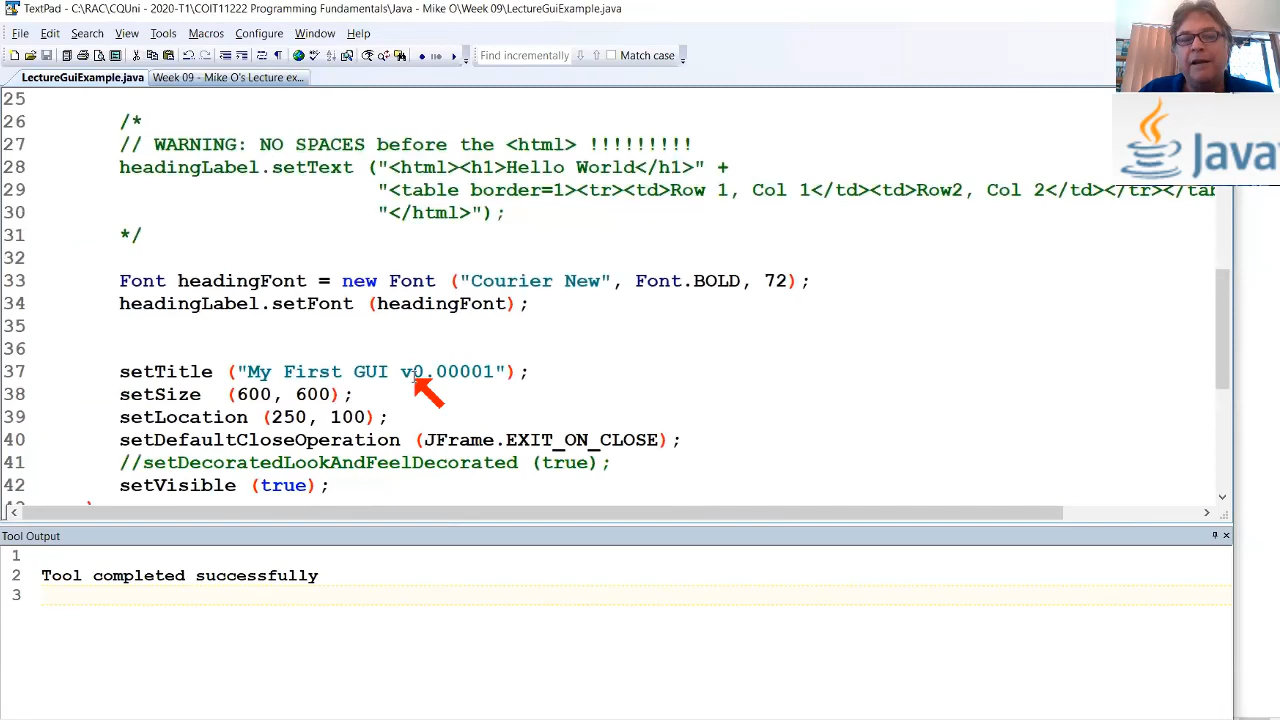 TextPad - C:\RAC\CQUni - 2020-T1\COIT11222 Programming Fundamentals\Java - Mike O\Week 09\LectureGuiExample.java
File Edit Search View Tools Macros Configure Window Help
Find incrementally Match case
LectureGuiExample.java Week 09 - Mike O's Lecture ex...
25
26 /*
27 // WARNING: NO SPACES before the <html> !!!!!!!!!
28 headingLabel.setText ("<html><h1>Hello World</h1>" +
29 "<table border=1><tr><td>Row 1, Col 1</td><td>Row2, Col 2</td></tr></tab
30 "</html>");
31 */
32
33 Font headingFont = new Font ("Courier New", Font.BOLD, 72);
34 headingLabel.setFont (headingFont);
35
36
37 setTitle ("My First GUI v0.00001");
38 setSize (600, 600);
39 setLocation (250, 100);
40 setDefaultCloseOperation (JFrame.EXIT_ON_CLOSE);
41 //setDecoratedLookAndFeelDecorated (true);
42 setVisible (true);
Java
Tool Output
1
2 Tool completed successfully
3